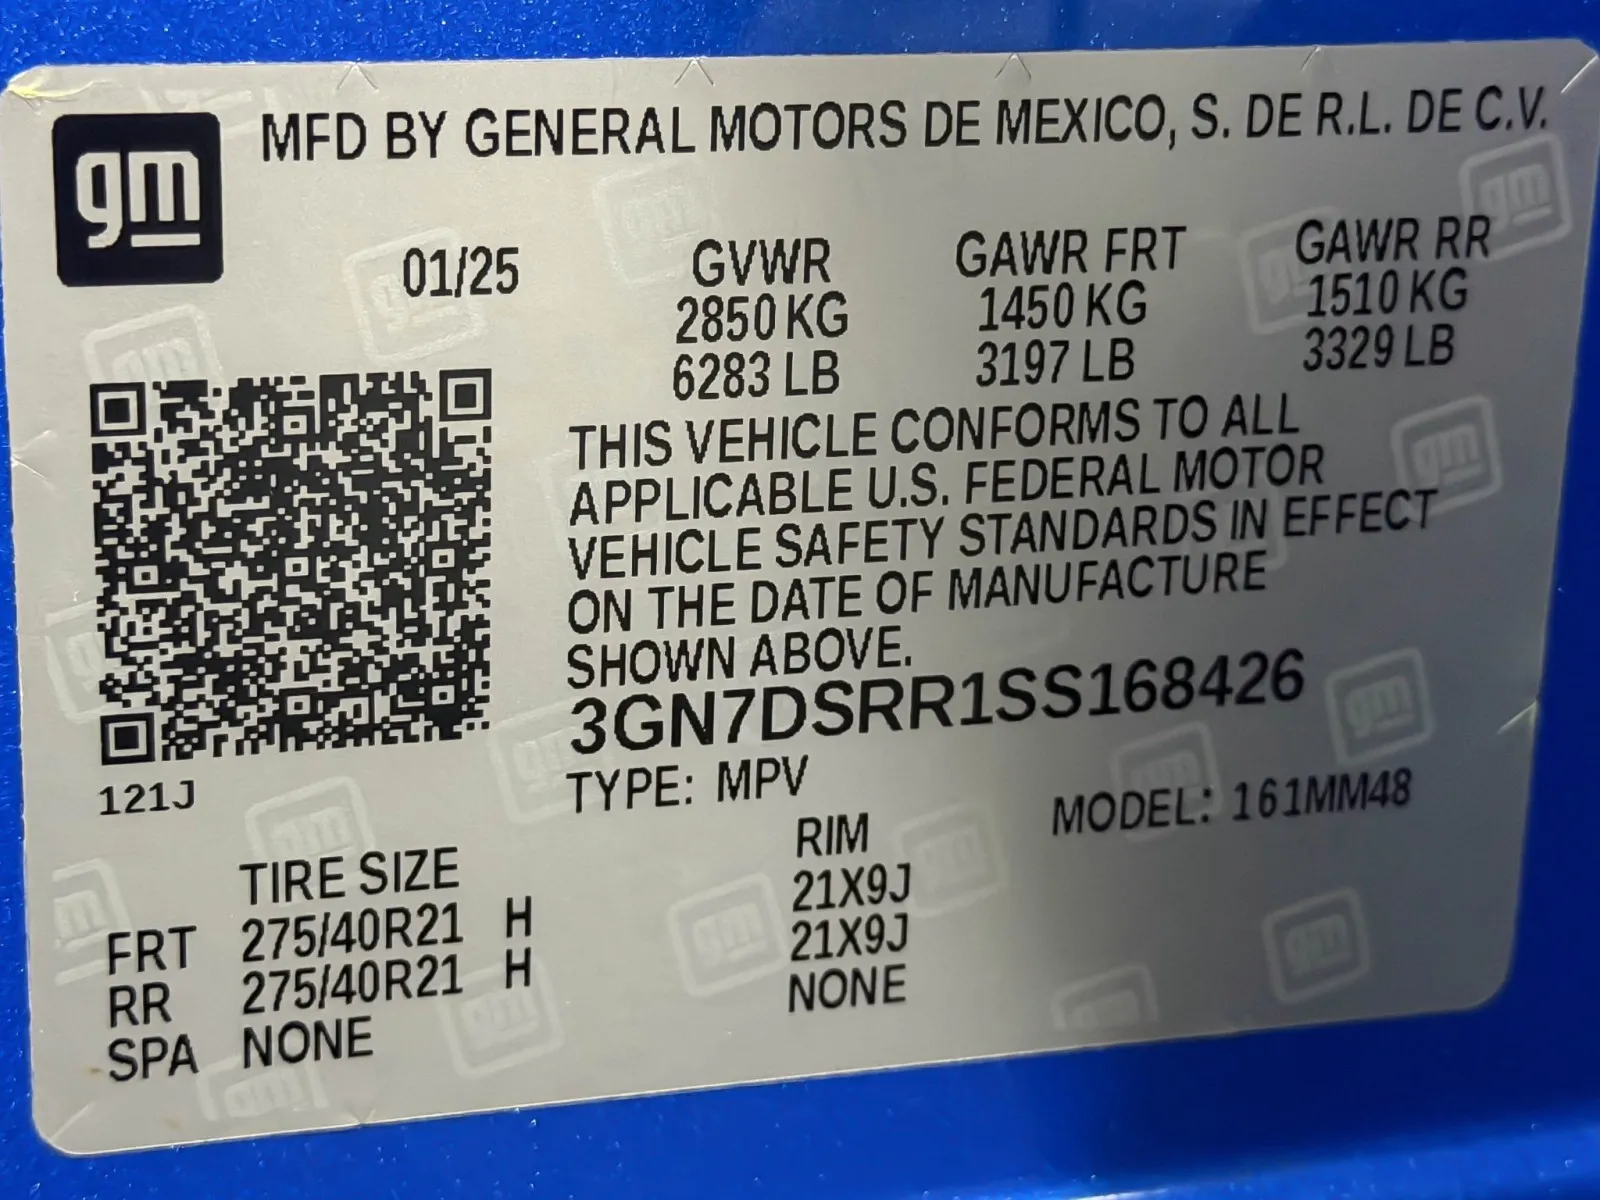 gm
MFD BY GENERAL MOTORS DE MEXICO, S. DE R.L. DE C.V.
01/25 GVWR GAWR FRT GAWR RR
2850 KG 1450 KG 1510 KG
6283 LB 3197 LB 3329 LB
THIS VEHICLE CONFORMS TO ALL
APPLICABLE U.S. FEDERAL MOTOR
VEHICLE SAFETY STANDARDS IN EFFECT
ON THE DATE OF MANUFACTURE
SHOWN ABOVE.
3GN7DSRR1SS168426
121J
TYPE: MPV MODEL: 161MM48
TIRE SIZE RIM
FRT 275/40R21 H 21X9J
RR 275/40R21 H 21X9J
SPA NONE NONE